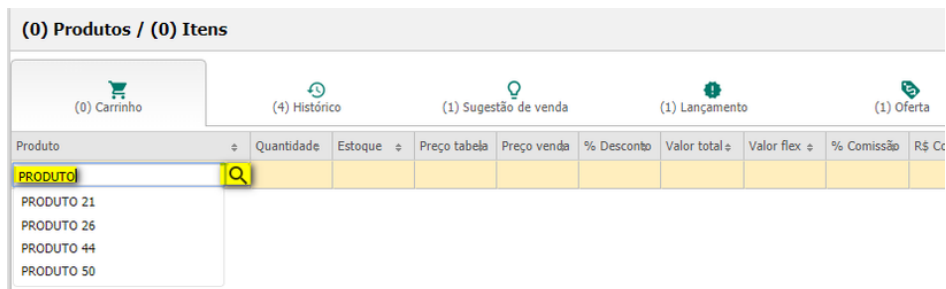 (0) Produtos / (0) Itens
(0) Carrinho
(4) Histórico
(1) Sugestão de venda
(1) Lançamento
(1) Oferta
Produto Quantidade Estoque Preço tabela Preço venda % Desconto Valor total Valor flex % Comissão R$ Co
PRODUTO
PRODUTO 21
PRODUTO 26
PRODUTO 44
PRODUTO 50